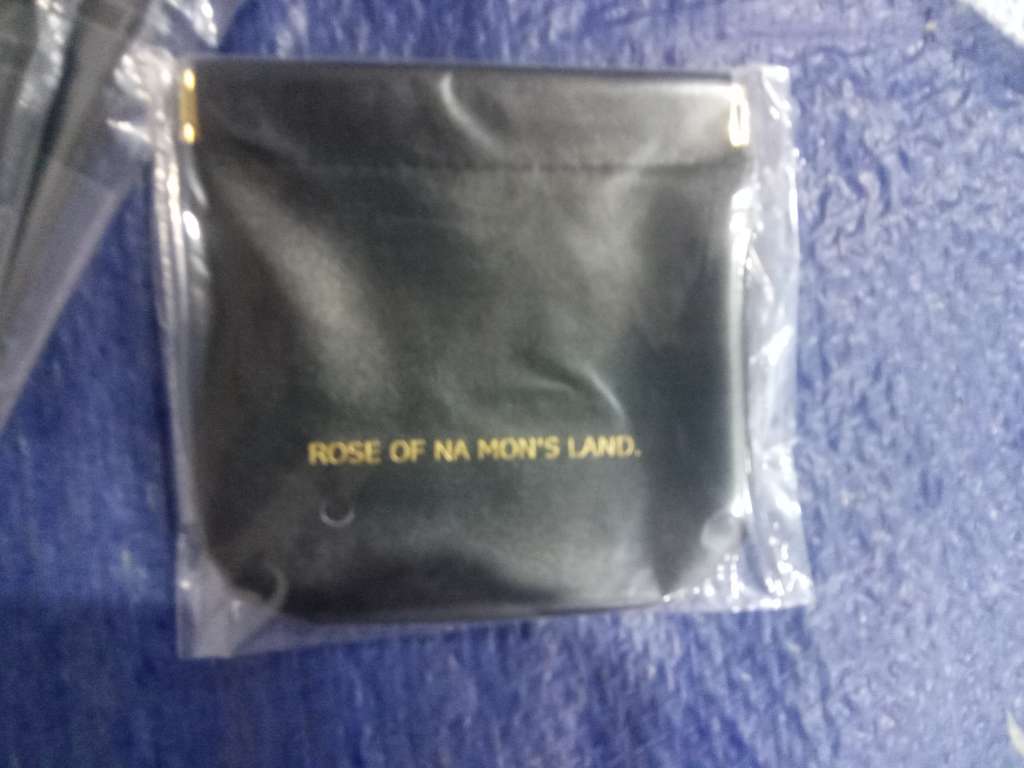 ROSE OF NA MON'S LAND.